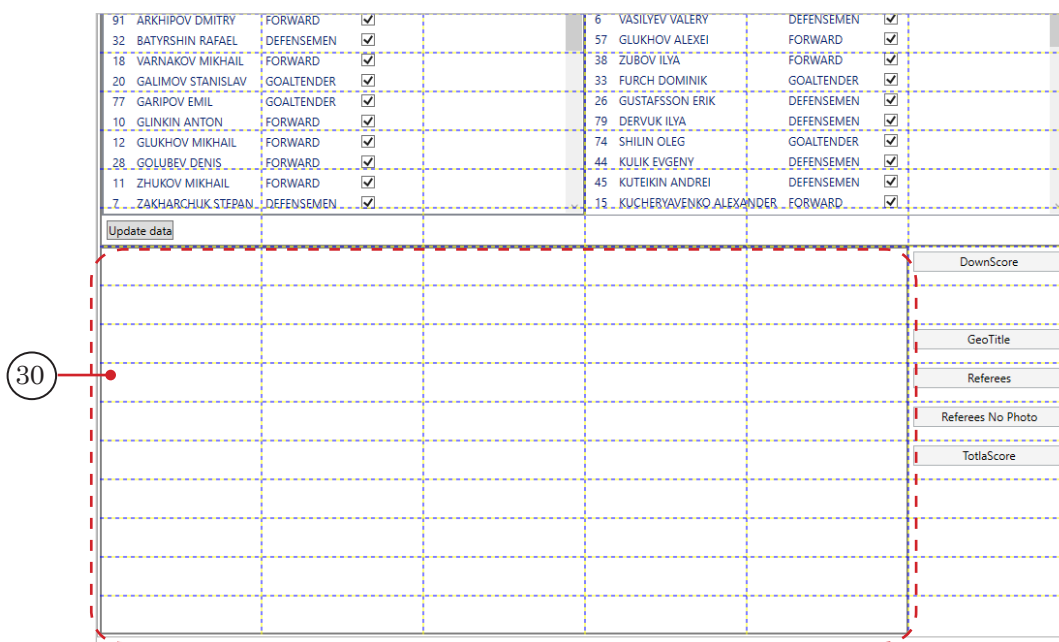 91 ARKHIPOV DMITRY FORWARD
32 BATYRSHIN RAFAEL DEFENSEMEN
18 VARNAKOV MIKHAIL FORWARD
20 GALIMOV STANISLAV GOALTENDER
77 GARIPOV EMIL GOALTENDER
10 GLINKIN ANTON FORWARD
12 GLUKHOV MIKHAIL FORWARD
28 GOLUBEV DENIS FORWARD
11 ZHUKOV MIKHAIL FORWARD
7 ZAKHARCHUK STEPAN DEFENSEMEN
6 VASILYEV VALERY DEFENSEMEN
57 GLUKHOV ALEXEI FORWARD
38 ZUBOV ILYA FORWARD
33 FURCH DOMINIK GOALTENDER
26 GUSTAFSSON ERIK DEFENSEMEN
79 DERVUK ILYA DEFENSEMEN
74 SHILIN OLEG GOALTENDER
44 KULIK EVGENY DEFENSEMEN
45 KUTEIKIN ANDREI DEFENSEMEN
15 KUCHERYAVENKO ALEXANDER FORWARD
Update data
DownScore
GeoTitle
30
Referees
Referees No Photo
TotlaScore